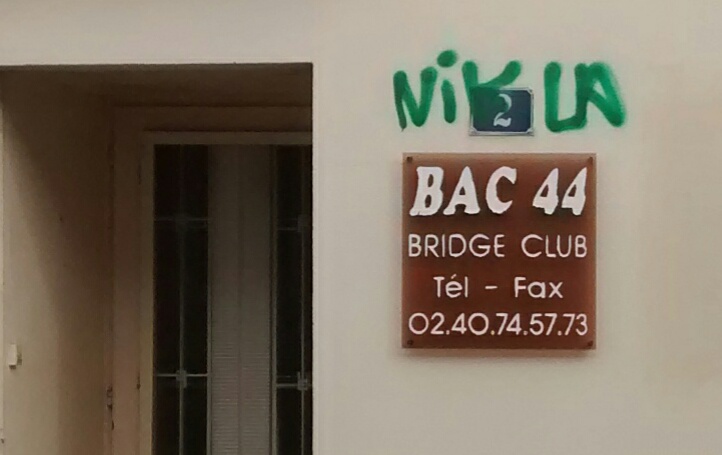 NiK LA
2
BAC 44
BRIDGE CLUB
Tél - Fax
02.40.74.57.73